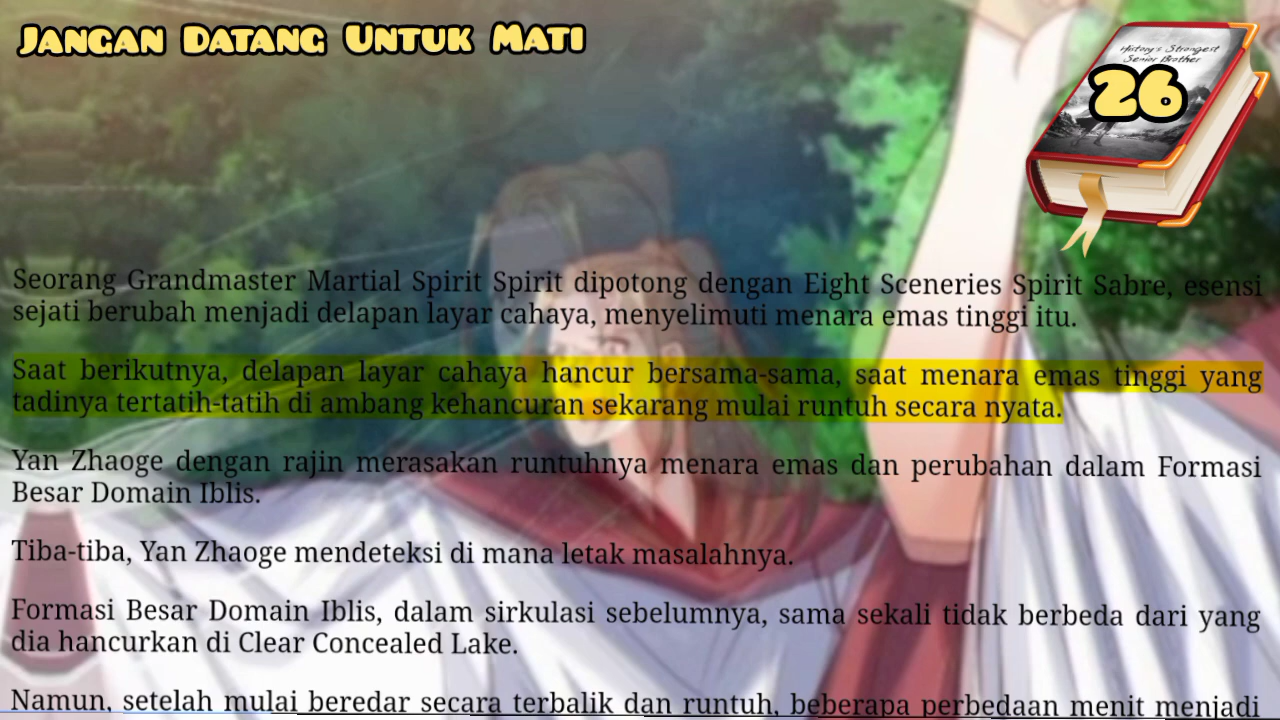 Jangan Datang Untuk Mati
History's Strongest
Senior Brother
26
Seorang Grandmaster Martial Spirit Spirit dipotong dengan Eight Sceneries Spirit Sabre, esensi
sejati berubah menjadi delapan layar cahaya, menyelimuti menara emas tinggi itu.
Saat berikutnya, delapan layar cahaya hancur bersama-sama, saat menara emas tinggi yang
tadinya tertatih-tatih di ambang kehancuran sekarang mulai runtuh secara nyata.
Yan Zhaoge dengan rajin merasakan runtuhnya menara emas dan perubahan dalam Formasi
Besar Domain Iblis.
Tiba-tiba, Yan Zhaoge mendeteksi di mana letak masalahnya.
Formasi Besar Domain Iblis, dalam sirkulasi sebelumnya, sama sekali tidak berbeda dari yang
dia hancurkan di Clear Concealed Lake.
Namun, setelah mulai beredar secara terbalik dan runtuh, beberapa perbedaan menit menjadi